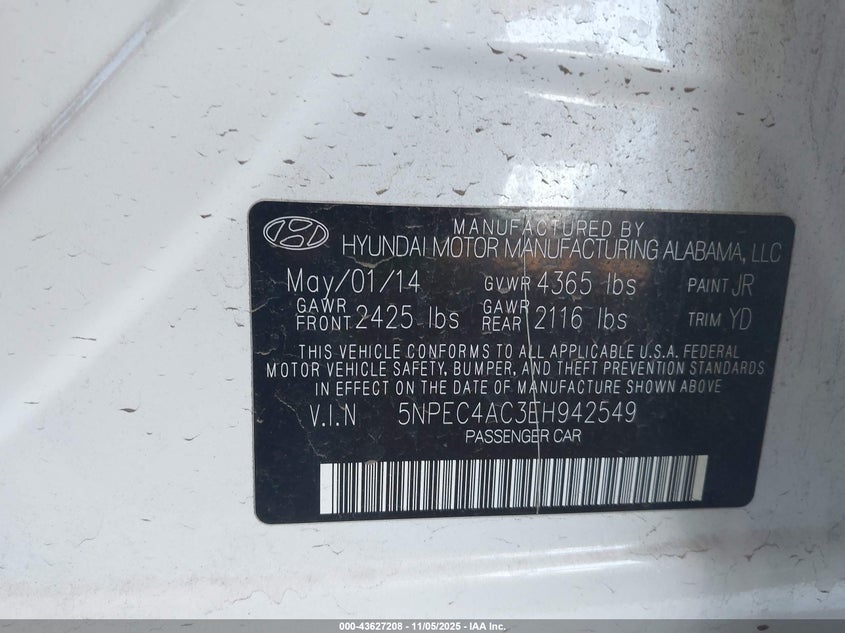 MANUFACTURED BY
HYUNDAI MOTOR MANUFACTURING ALABAMA, LLC
May/01/14 GVWR 4365 lbs PAINT JR
GAWR FRONT 2425 lbs GAWR REAR 2116 lbs TRIM YD
THIS VEHICLE CONFORMS TO ALL APPLICABLE U.S.A. FEDERAL
MOTOR VEHICLE SAFETY, BUMPER, AND THEFT PREVENTION STANDARDS
IN EFFECT ON THE DATE OF MANUFACTURE SHOWN ABOVE
V.I.N 5NPEC4AC3EH942549
PASSENGER CAR
000-43627208 - 11/05/2025 - IAA Inc.